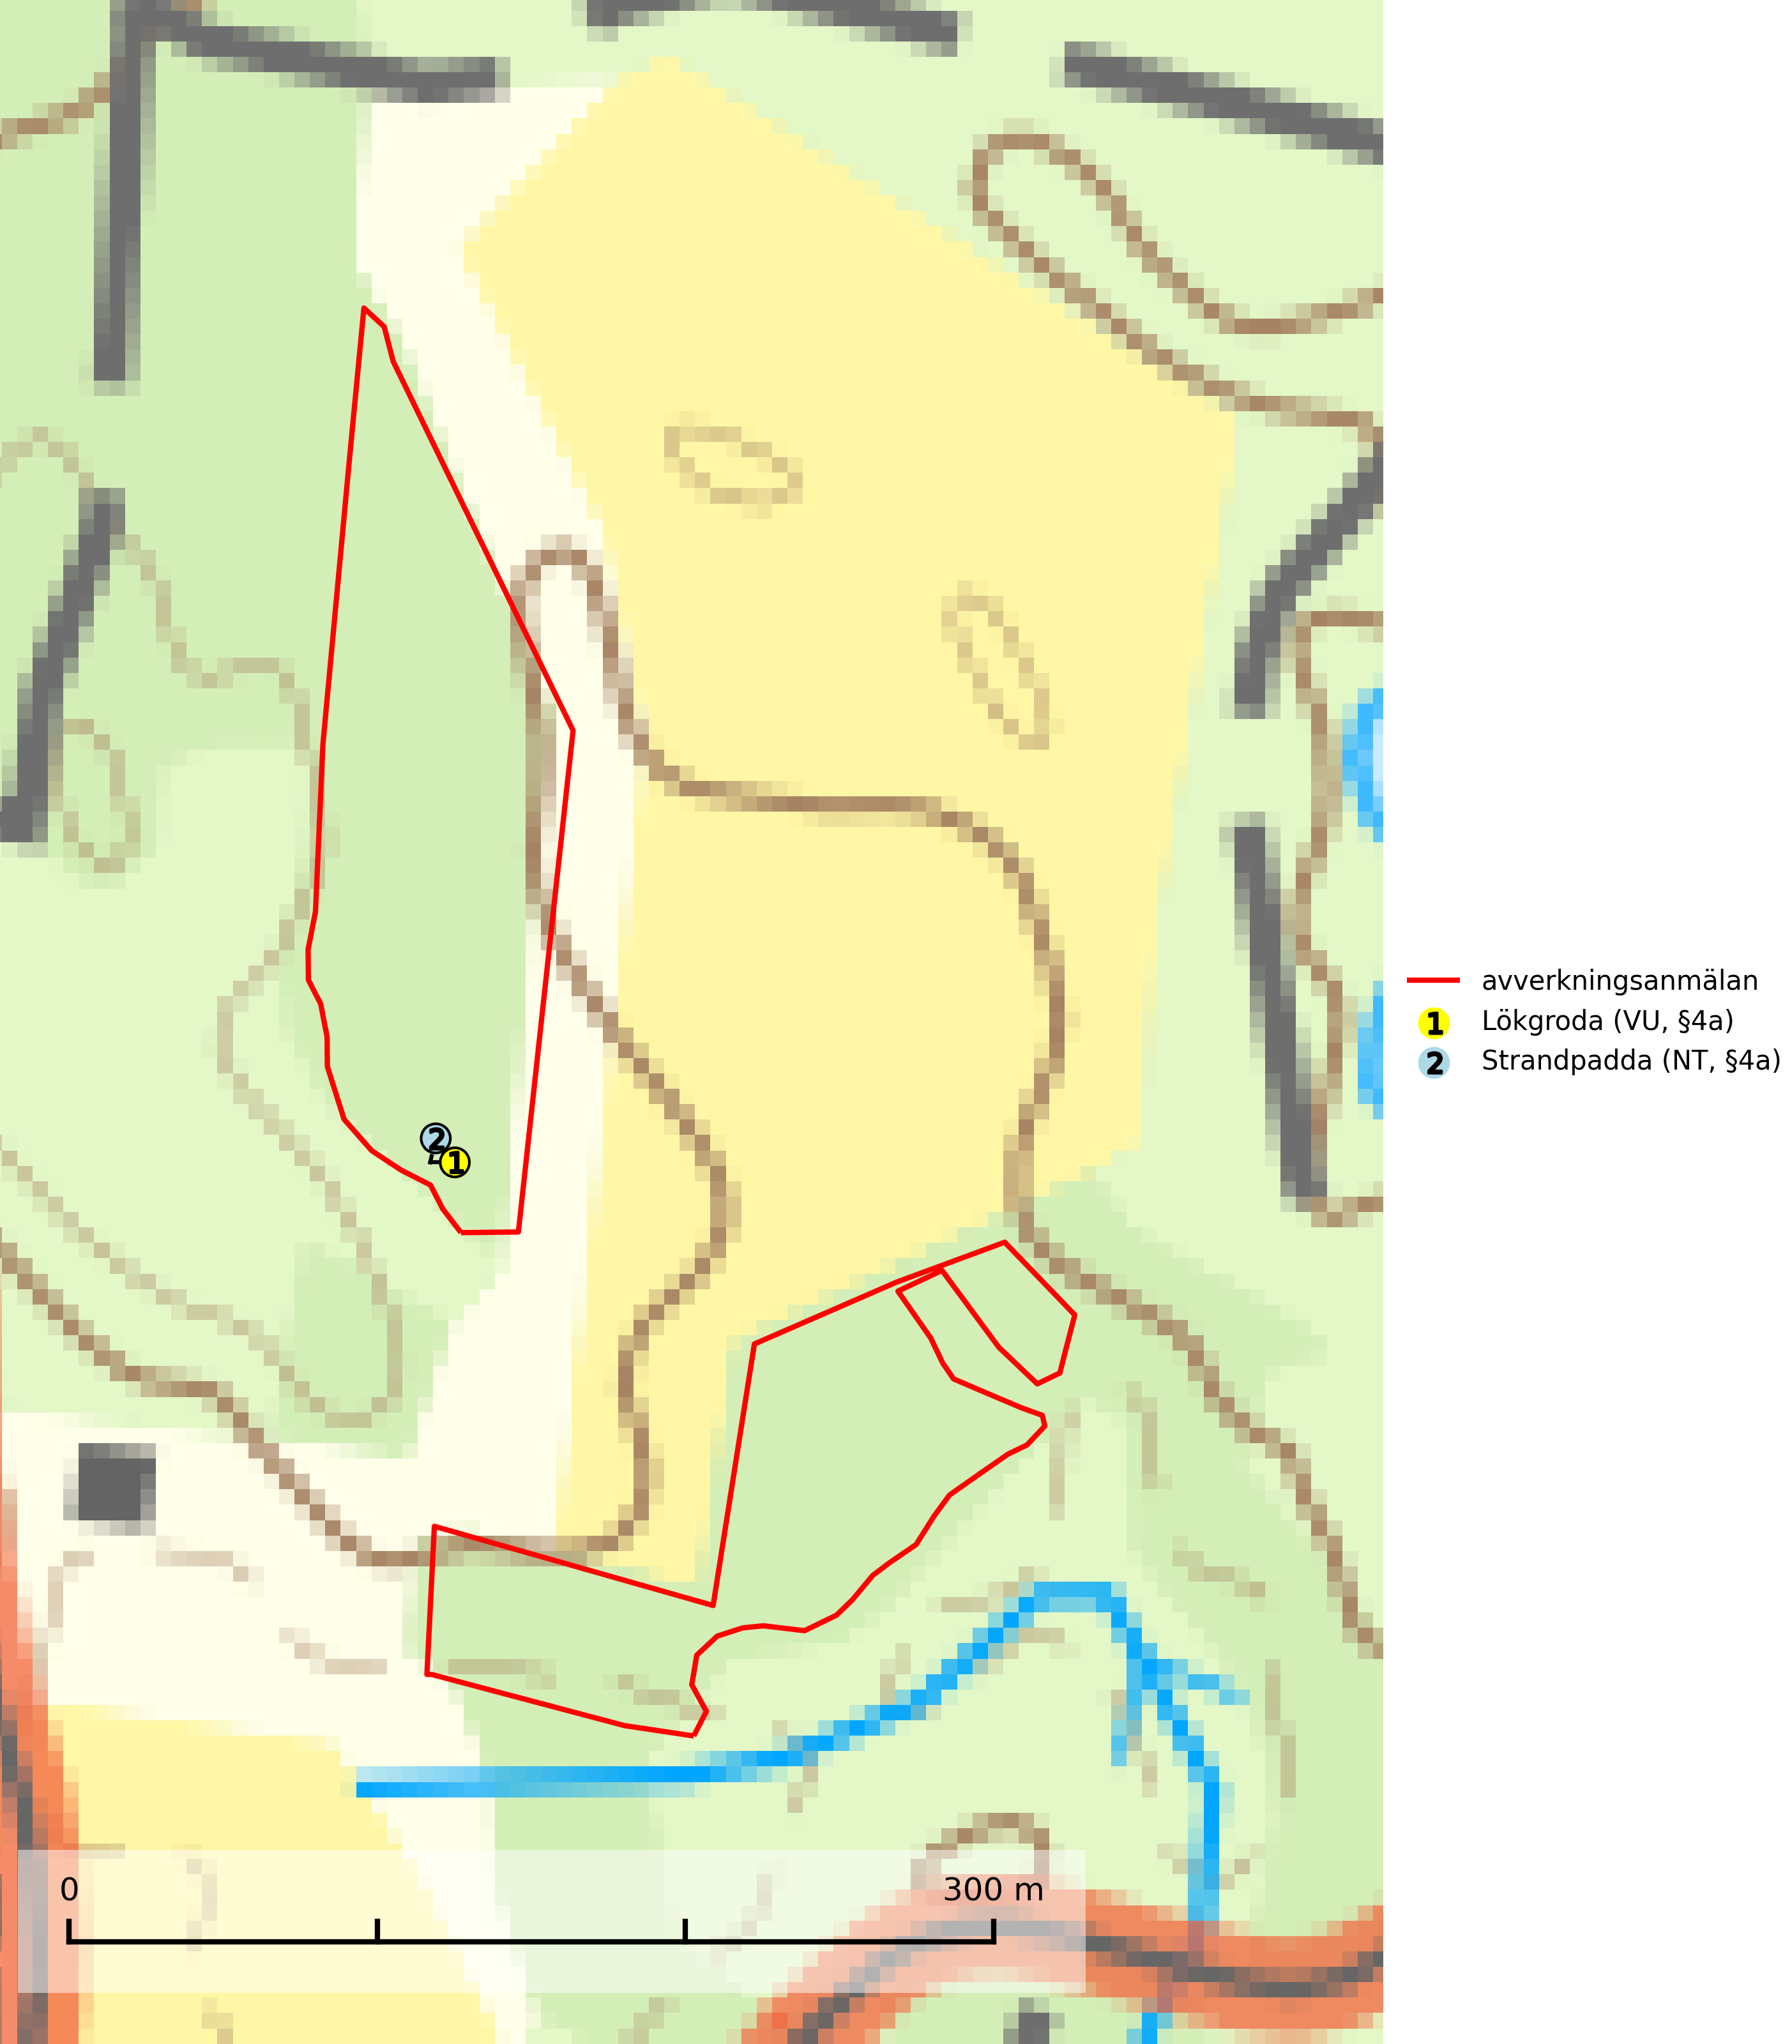 avverkningsanmälan
1 Lökgroda (VU, §4a)
2 Strandpadda (NT, §4a)
2
1
0 300 m